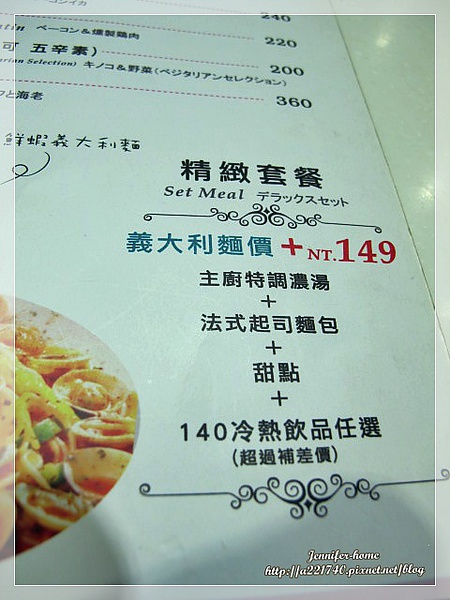 240
ベーコン＆燻製鶏肉
220
可 五辛素)
200
Selection) キノコ＆野菜(ベジタリアンセレクション)
と海老
360
鮮蝦義大利麵
精緻套餐
Set Meal デラックスセット
義大利麵價+NT.149
主廚特調濃湯
+
法式起司麵包
+
甜點
+
140冷熱飲品任選
(超過補差價)
Jennifer-home
http://a221740.pixnet.net/blog